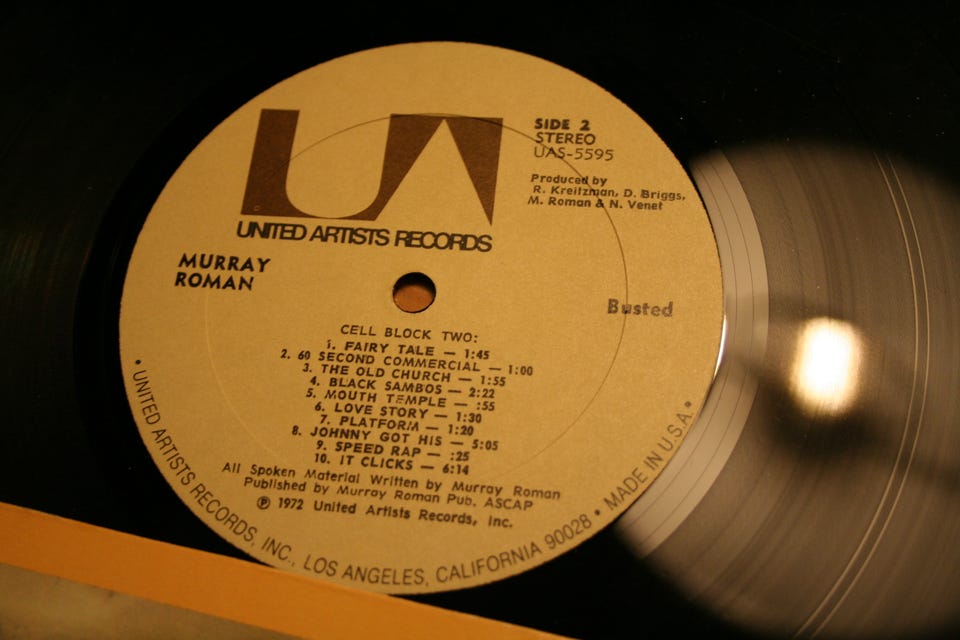 UA
UNITED ARTISTS RECORDS
SIDE 2
STEREO
UAS-5595
Produced by
R. Kreitzman, D. Briggs,
M. Roman & N. Venet
MURRAY
ROMAN
Busted
CELL BLOCK TWO:
1. FAIRY TALE — 1:45
2. 60 SECOND COMMERCIAL — 1:00
3. THE OLD CHURCH — 1:55
4. BLACK SAMBOS — 2:22
5. MOUTH TEMPLE — :55
6. LOVE STORY — 1:30
7. PLATFORM — 1:20
8. JOHNNY GOT HIS — 5:05
9. SPEED RAP — :25
10. IT CLICKS — 6:14
All Spoken Material Written by Murray Roman
Published by Murray Roman Pub. ASCAP
℗ 1972 United Artists Records, Inc.
• UNITED ARTISTS RECORDS, INC., LOS ANGELES, CALIFORNIA 90028 • MADE IN U.S.A. •